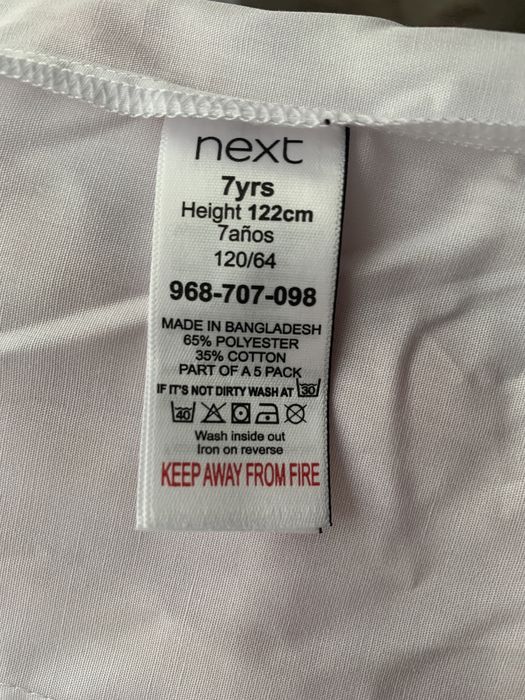 next
7yrs
Height 122cm
7años
120/64
968-707-098
MADE IN BANGLADESH
65% POLYESTER
35% COTTON
PART OF A 5 PACK
IF IT'S NOT DIRTY WASH AT 30
40
Wash inside out
Iron on reverse
KEEP AWAY FROM FIRE